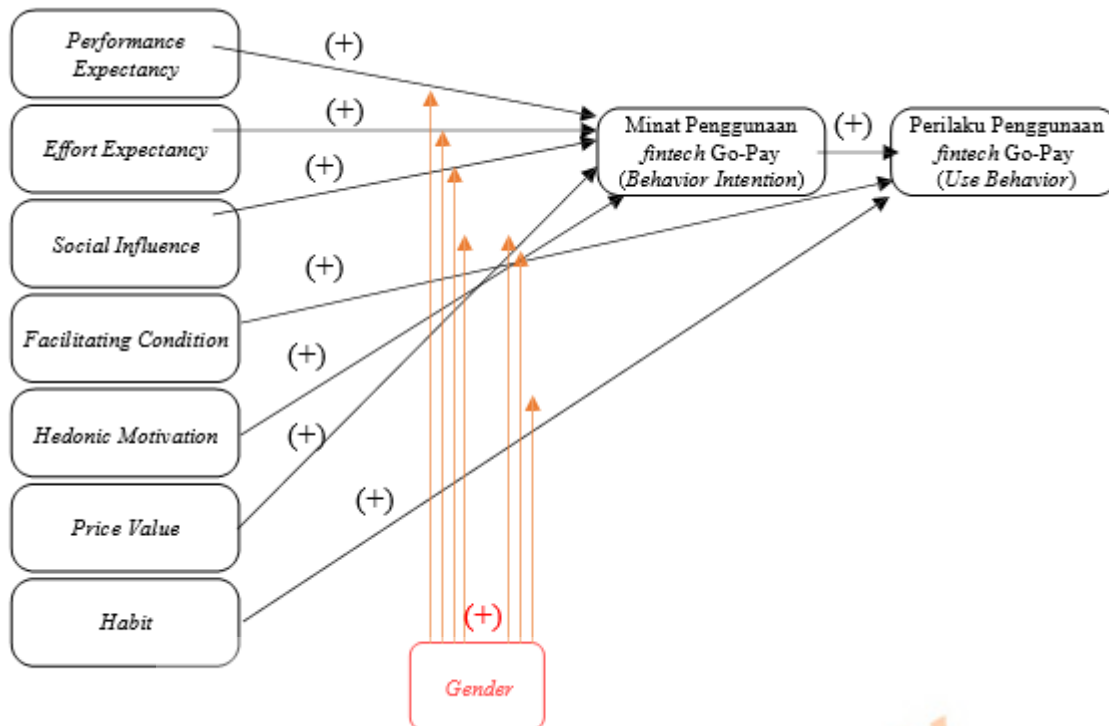 Performance
Expectancy
(+)
Effort Expectancy
(+)
Minat Penggunaan
fintech Go-Pay
(Behavior Intention)
(+)
Perilaku Penggunaan
fintech Go-Pay
(Use Behavior)
(+)
Social Influence
(+)
Facilitating Condition
(+)
Hedonic Motivation
(+)
Price Value
(+)
Habit
(+)
Gender